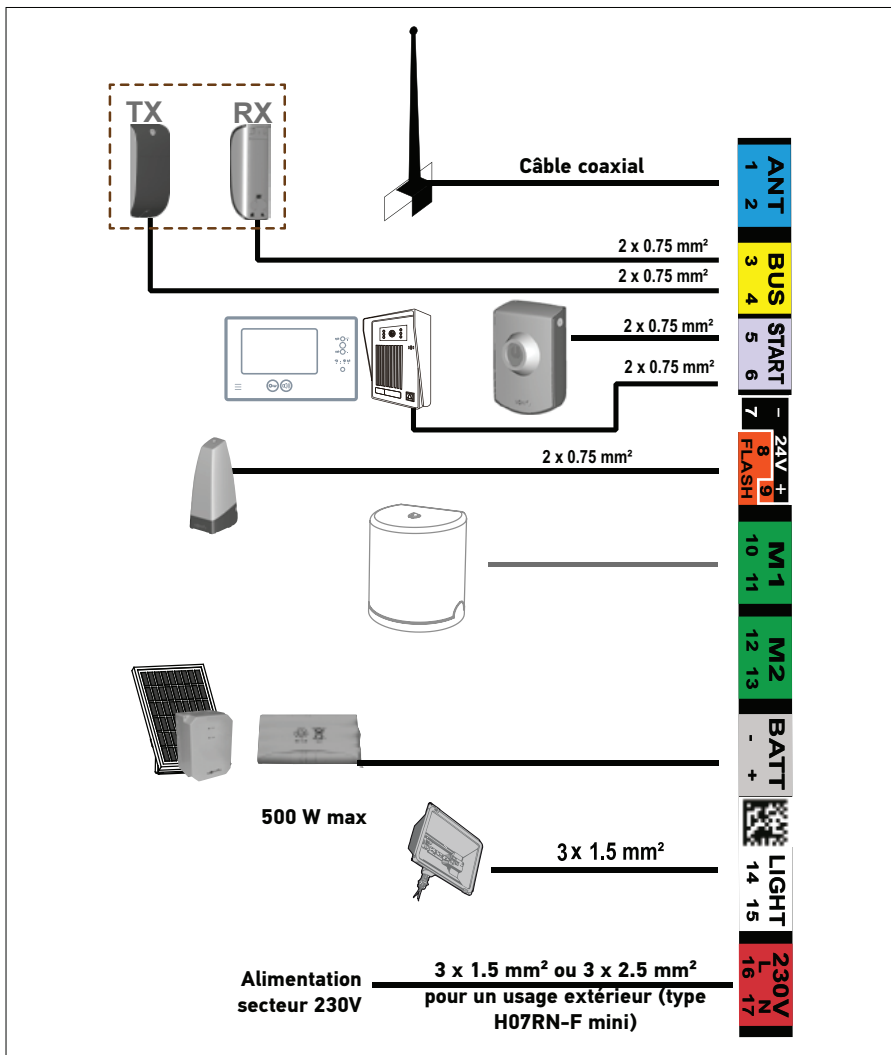 TX RX
Câble coaxial
ANT
1 2
2 x 0.75 mm²
2 x 0.75 mm²
BUS
3 4
2 x 0.75 mm²
2 x 0.75 mm²
START
5 6
- 24V +
7 8 9
FLASH
2 x 0.75 mm²
M1
10 11
M2
12 13
BATT
- +
500 W max
3 x 1.5 mm²
LIGHT
14 15
Alimentation
secteur 230V
3 x 1.5 mm² ou 3 x 2.5 mm²
pour un usage extérieur (type
H07RN-F mini)
230V
L N
16 17